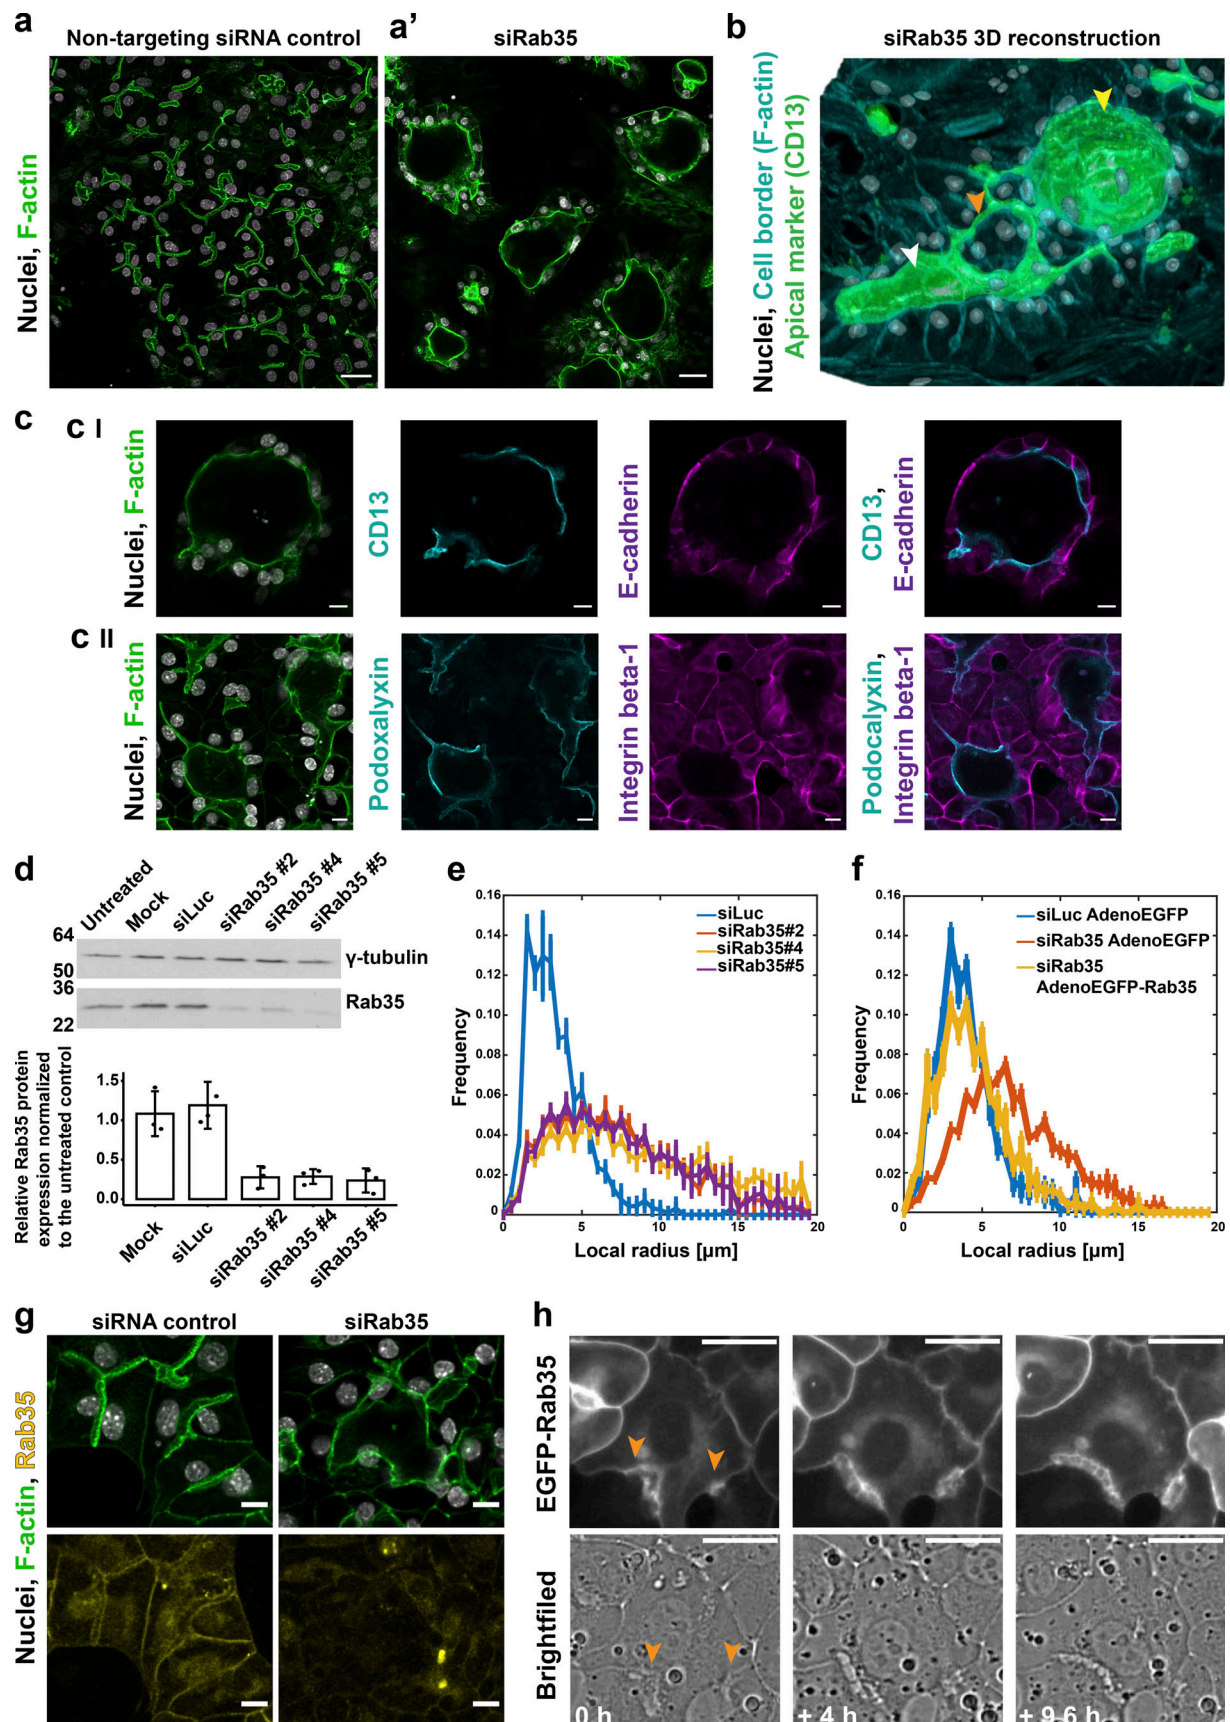 a
Non-targeting siRNA control
a’
siRab35
b
siRab35 3D reconstruction
Nuclei, F-actin
Nuclei, Cell border (F-actin)
Apical marker (CD13)
c
c I
Nuclei, F-actin
CD13
E-cadherin
CD13,
E-cadherin
c II
Nuclei, F-actin
Podoxalyxin
Integrin beta-1
Podocalyxin,
Integrin beta-1
d
Untreated
Mock
siLuc
siRab35 #2
siRab35 #4
siRab35 #5
64
50
γ-tubulin
36
22
Rab35
Relative Rab35 protein
expression normalized
to the untreated control
1.5
1.0
0.5
0.0
Mock
siLuc
siRab35 #2
siRab35 #4
siRab35 #5
e
Frequency
0.16
0.14
0.12
0.10
0.08
0.06
0.04
0.02
0
siLuc
siRab35#2
siRab35#4
siRab35#5
0
5
10
15
20
Local radius [µm]
f
Frequency
0.16
0.14
0.12
0.10
0.08
0.06
0.04
0.02
0
siLuc AdenoEGFP
siRab35 AdenoEGFP
siRab35
AdenoEGFP-Rab35
0
5
10
15
20
Local radius [µm]
g
siRNA control
siRab35
Nuclei, F-actin, Rab35
h
EGFP-Rab35
Brightfiled
0 h
+ 4 h
+ 9.6 h